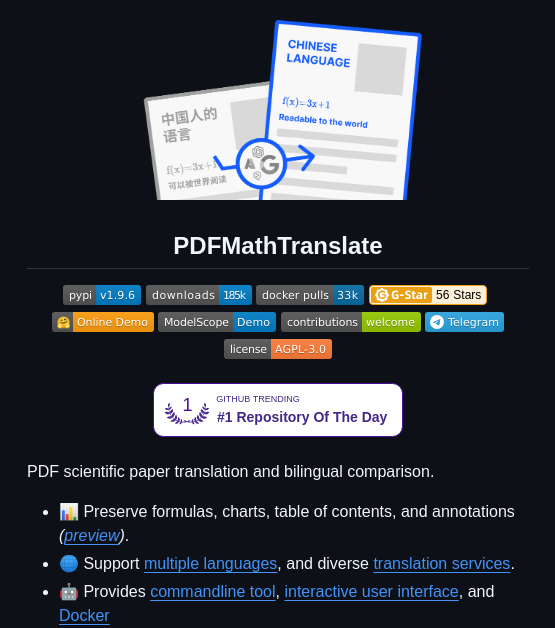 CHINESE
LANGUAGE
f(x)=3x+1
Readable to the world
中国人的
语言
f(x)=3x+1
可以被世界阅读
PDFMathTranslate
pypi v1.9.6 downloads 185k docker pulls 33k G-Star 56 Stars
Online Demo ModelScope Demo contributions welcome Telegram
license AGPL-3.0
1 GITHUB TRENDING
#1 Repository Of The Day
PDF scientific paper translation and bilingual comparison.
• 📊 Preserve formulas, charts, table of contents, and annotations
(preview).
• 🌐 Support multiple languages, and diverse translation services.
• 🤖 Provides commandline tool, interactive user interface, and
Docker